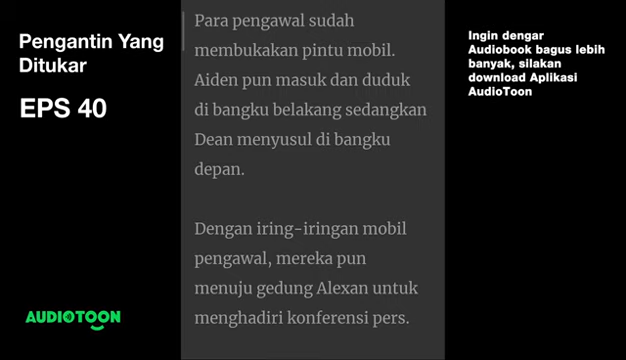 Pengantin Yang
Ditukar
EPS 40
AUDIOTOON
Para pengawal sudah
membukakan pintu mobil.
Aiden pun masuk dan duduk
di bangku belakang sedangkan
Dean menyusul di bangku
depan.
Dengan iring-iringan mobil
pengawal, mereka pun
menuju gedung Alexan untuk
menghadiri konferensi pers.
Ingin dengar
Audiobook bagus lebih
banyak, silakan
download Aplikasi
AudioToon